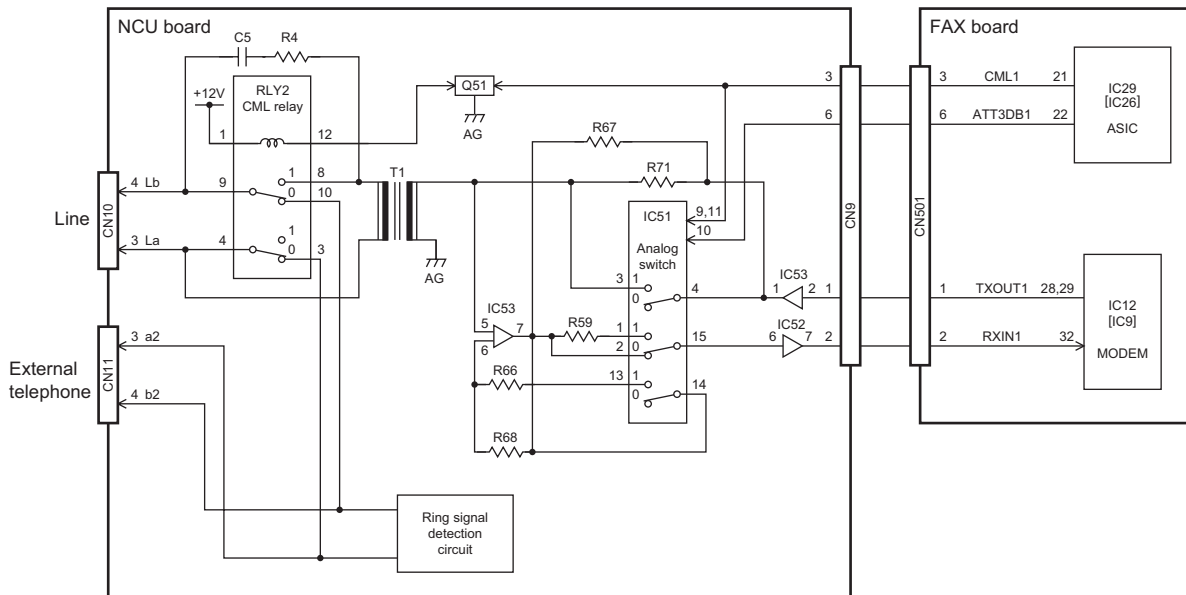 NCU board
FAX board
C5
R4
RLY2
CML relay
+12V
1
12
Q51
AG
3
3
CML1
21
IC29
[IC26]
ASIC
6
6
ATT3DB1
22
R67
R71
T1
AG
1
8
0
10
9
4 Lb
Line
CN10
3 La
4
1
0
3
IC51
Analog
switch
9,11
10
CN9
CN501
3
1
0
4
IC53
1
2
1
1
TXOUT1
28,29
IC12
[IC9]
MODEM
IC53
5
6
7
R59
1
1
2
0
15
IC52
6
7
2
2
RXIN1
32
R66
13
1
0
14
R68
External
telephone
CN11
3 a2
4 b2
Ring signal
detection
circuit